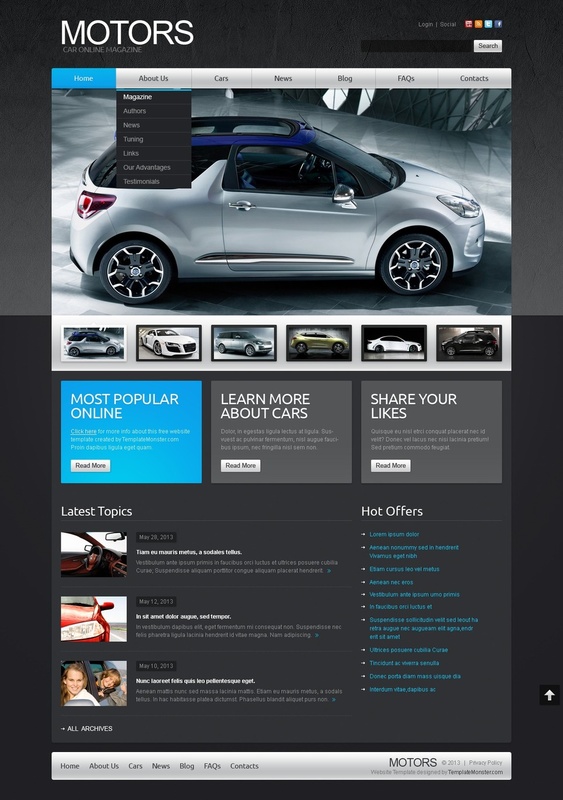 MOTORS
CAR ONLINE MAGAZINE
Login | Social
Search
Home
About Us
Cars
News
Blog
FAQs
Contacts
Magazine
Authors
News
Tuning
Links
Our Advantages
Testimonials
MOST POPULAR
ONLINE
Click here for more info about this free website
template created by TemplateMonster.com
Proin dapibus ligula eget quam.
Read More
LEARN MORE
ABOUT CARS
Dolor, in egestas ligula lectus at ligula. Sus-
vuest ac pulvinar fermentum, nisl augue fauci-
bus ipsum, nec fringilla nisl sem non.
Read More
SHARE YOUR
LIKES
Quisque eu nisl etrci conquat placerat nec id
velit? Donec vel lacus nec nisi lacinia pretium!
Sed pretium commodo feugiat.
Read More
Latest Topics
May 28, 2013
Tiam eu mauris metus, a sodales tellus.
Vestibulum ante ipsum primis in faucibus orci luctus et ultrices posuere cubilia
Curae; Suspendisse aliquam porttitor congue aliquam placerat hendrerit. »
May 12, 2013
In sit amet dolor augue, sed tempor.
In vestibulum dapibus elit, eget fermentum mi consequat non. Suspendisse nec
felis pharetra ligula lacinia hendrerit id vitae magna. Nam adipiscing. »
May 10, 2013
Nunc laoreet felis quis leo pellentesque eget.
Aenean mattis nunc sed massa lacinia mattis. Etiam eu mauris metus, a sodals
tellus. In hac habitasse platea dictumst. Phasellus blandit aliquet purs non. »
➙ ALL ARCHIVES
Hot Offers
Lorem ipsum dolor
Aenean nonummy sed in hendrerit
Vivamus eget nibh
Etiam cursus leo vel metus
Aenean nec eros
Vestibulum ante ipsum umo primis
In faucibus orci luctus et
Suspendisse sollicitudin velit sed leoul ha
retra augue nec augueam elit agna,endr
erit sit amet
Ultrices posuere cubilia Curae
Tincidunt ac viverra senulla
Donec porta diam mass uisque dia
Interdum vitae,dapibus ac
Home
About Us
Cars
News
Blog
FAQs
Contacts
MOTORS © 2013 | Privacy Policy
Website Template designed by TemplateMonster.com